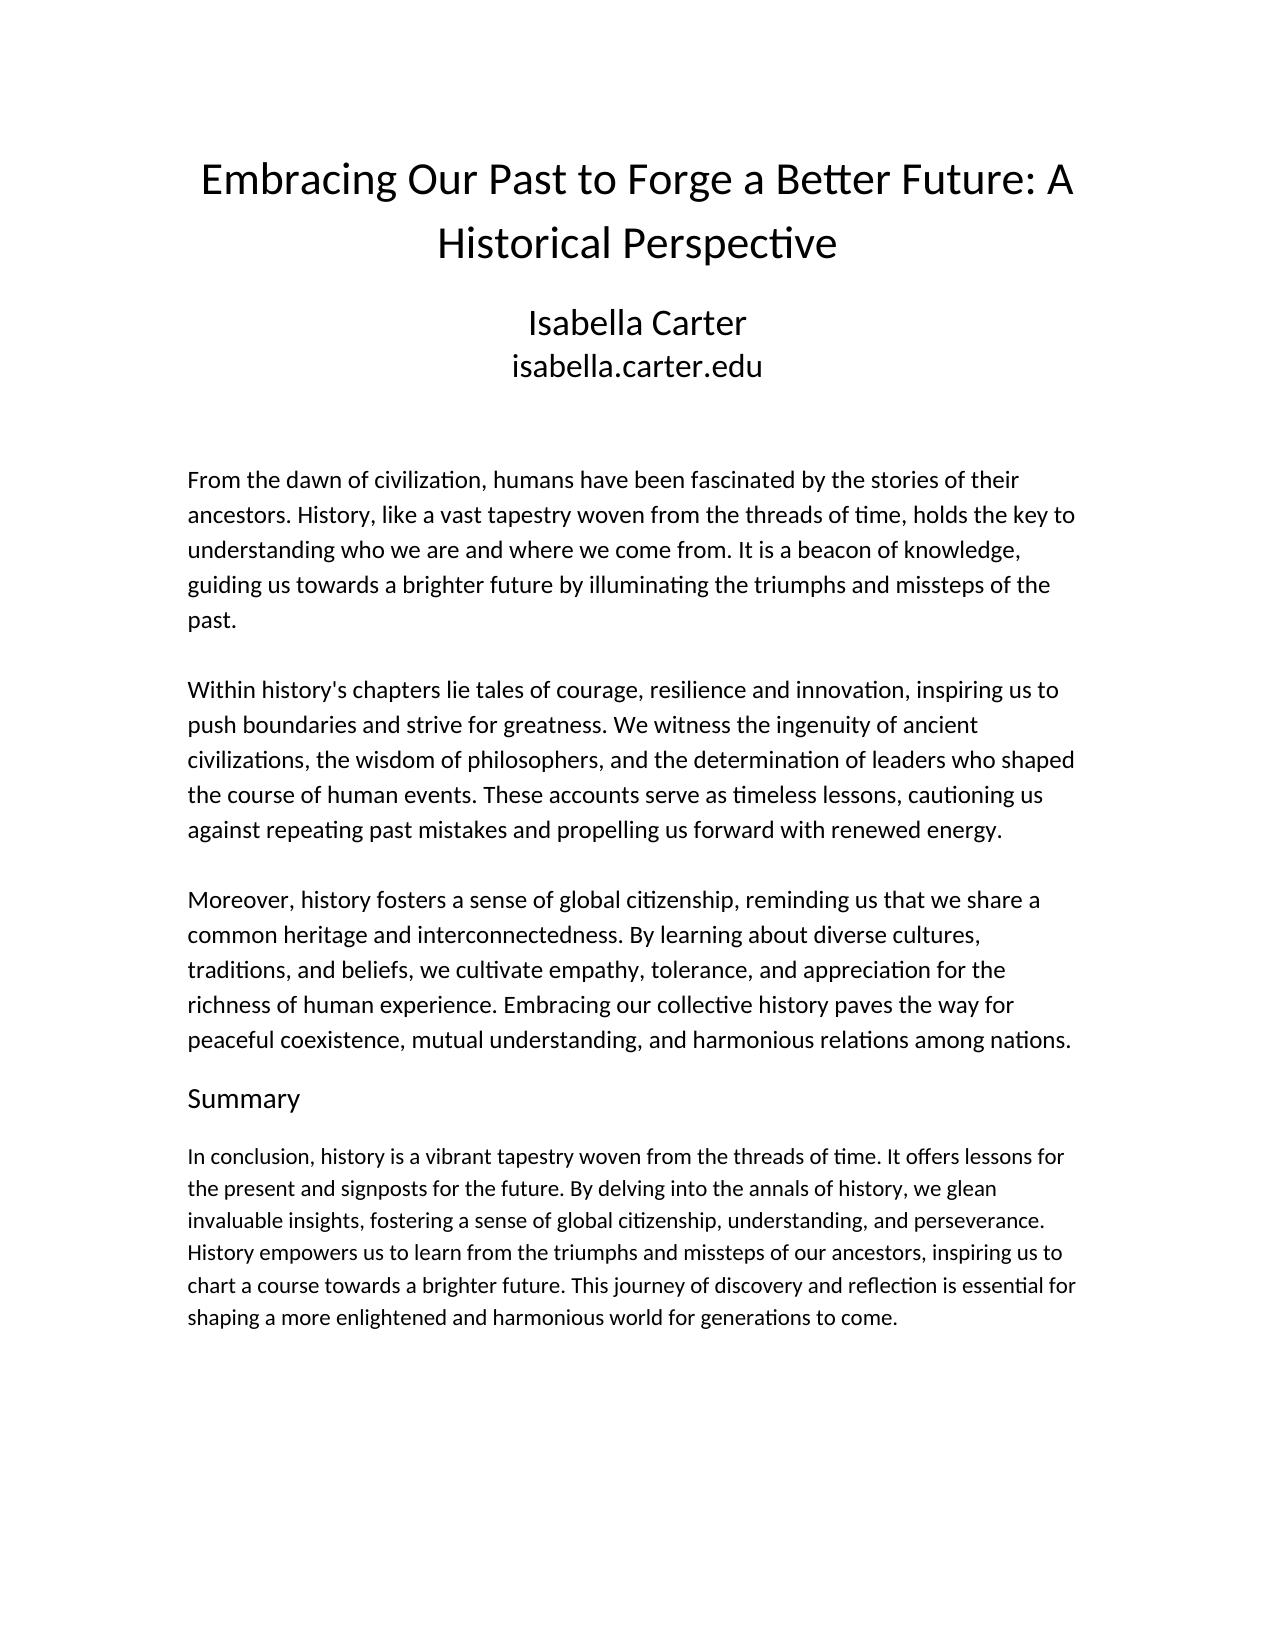 Embracing Our Past to Forge a Better Future: A
Historical Perspective
Isabella Carter
isabella.carter.edu
From the dawn of civilization, humans have been fascinated by the stories of their
ancestors. History, like a vast tapestry woven from the threads of time, holds the key to
understanding who we are and where we come from. It is a beacon of knowledge,
guiding us towards a brighter future by illuminating the triumphs and missteps of the
past.
Within history's chapters lie tales of courage, resilience and innovation, inspiring us to
push boundaries and strive for greatness. We witness the ingenuity of ancient
civilizations, the wisdom of philosophers, and the determination of leaders who shaped
the course of human events. These accounts serve as timeless lessons, cautioning us
against repeating past mistakes and propelling us forward with renewed energy.
Moreover, history fosters a sense of global citizenship, reminding us that we share a
common heritage and interconnectedness. By learning about diverse cultures,
traditions, and beliefs, we cultivate empathy, tolerance, and appreciation for the
richness of human experience. Embracing our collective history paves the way for
peaceful coexistence, mutual understanding, and harmonious relations among nations.
Summary
In conclusion, history is a vibrant tapestry woven from the threads of time. It offers lessons for
the present and signposts for the future. By delving into the annals of history, we glean
invaluable insights, fostering a sense of global citizenship, understanding, and perseverance.
History empowers us to learn from the triumphs and missteps of our ancestors, inspiring us to
chart a course towards a brighter future. This journey of discovery and reflection is essential for
shaping a more enlightened and harmonious world for generations to come.